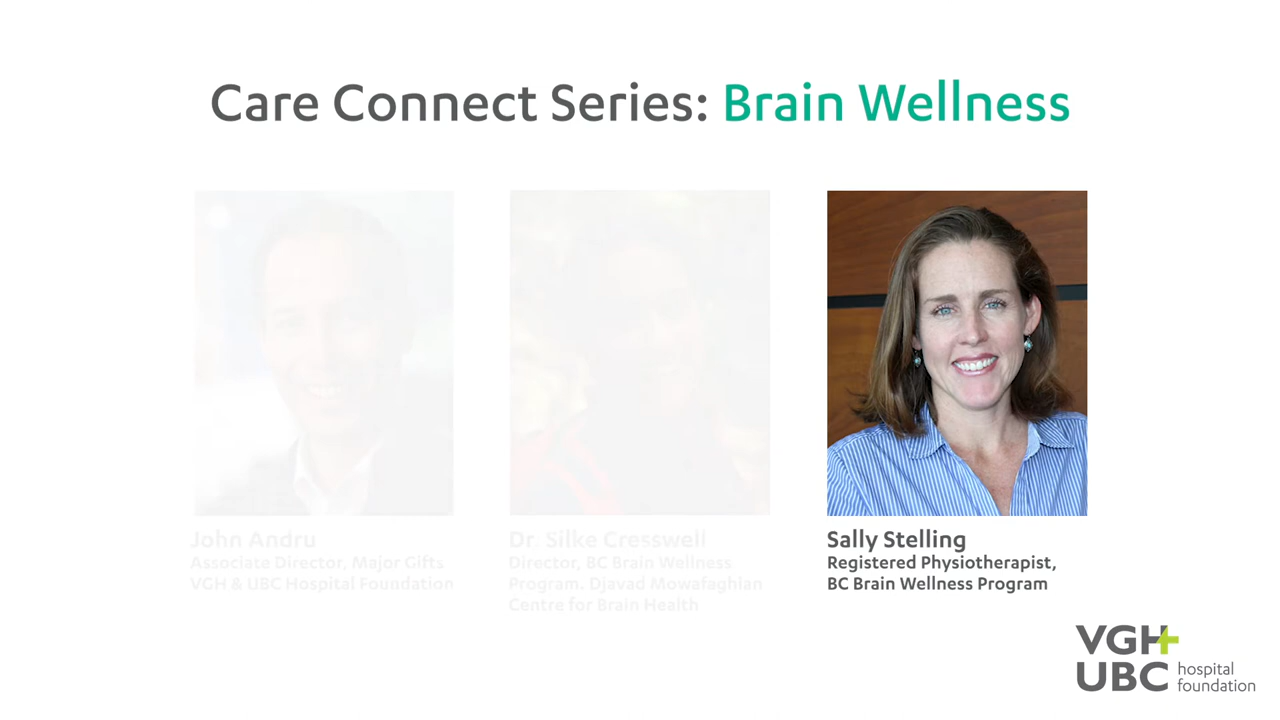 Care Connect Series: Brain Wellness
John Andru
Associate Director, Major Gifts
VGH & UBC Hospital Foundation
Dr. Silke Cresswell
Director, BC Brain Wellness
Program. Djavad Mowafaghian
Centre for Brain Health
Sally Stelling
Registered Physiotherapist,
BC Brain Wellness Program
VGH+
UBC hospital
foundation